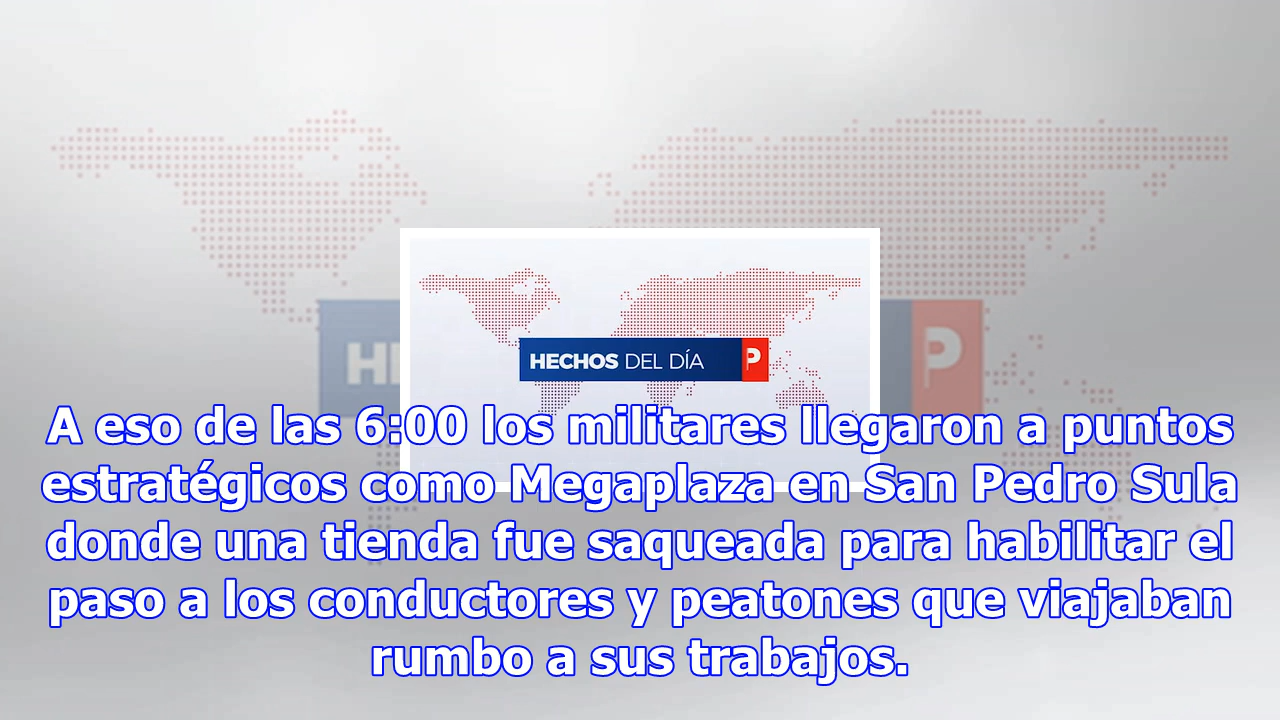 HECHOS DEL DÍA P
A eso de las 6:00 los militares llegaron a puntos
estratégicos como Megaplaza en San Pedro Sula
donde una tienda fue saqueada para habilitar el
paso a los conductores y peatones que viajaban
rumbo a sus trabajos.